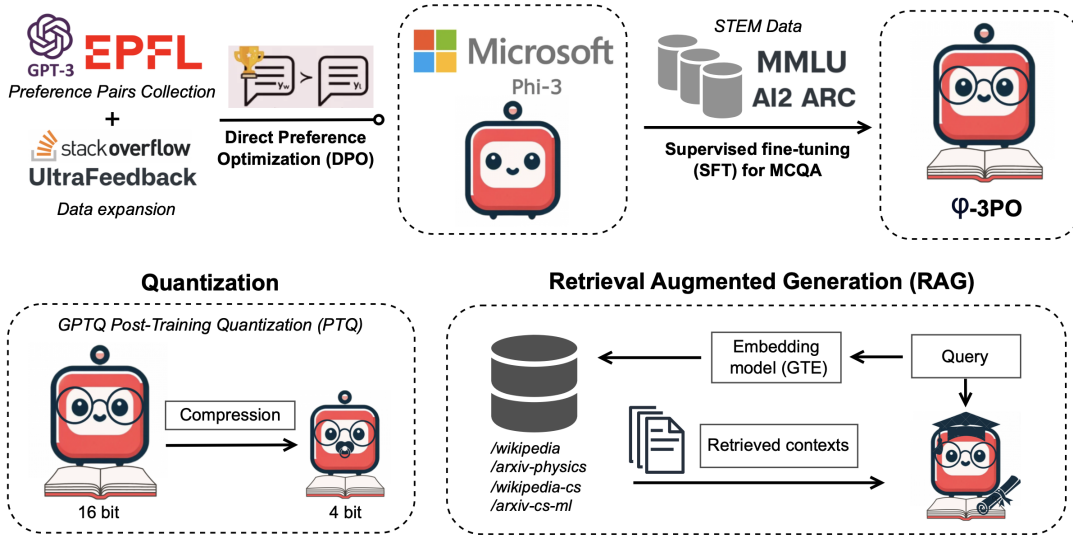 GPT-3
EPFL
Preference Pairs Collection
+
stackoverflow
UltraFeedback
Data expansion
yw
>
yl
Direct Preference
Optimization (DPO)
Microsoft
Phi-3
STEM Data
MMLU
AI2 ARC
Supervised fine-tuning
(SFT) for MCQA
φ-3PO
Quantization
GPTQ Post-Training Quantization (PTQ)
Compression
16 bit
4 bit
Retrieval Augmented Generation (RAG)
Embedding
model (GTE)
Query
/wikipedia
/arxiv-physics
/wikipedia-cs
/arxiv-cs-ml
Retrieved contexts